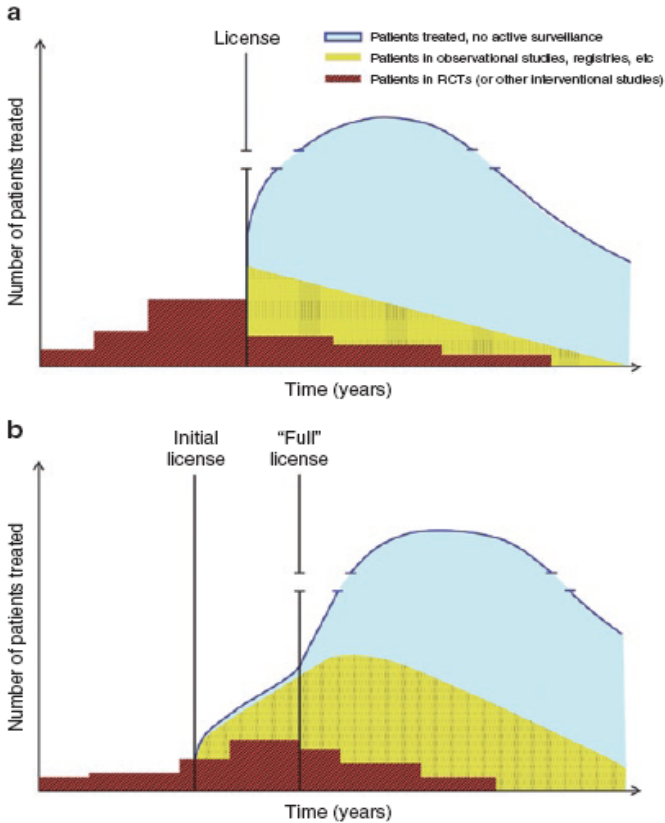 a
License
Patients treated, no active surveillance
Patients in observational studies, registries, etc
Patients in RCTs (or other interventional studies)
Number of patients treated
Time (years)
b
Initial
license
“Full”
license
Number of patients treated
Time (years)